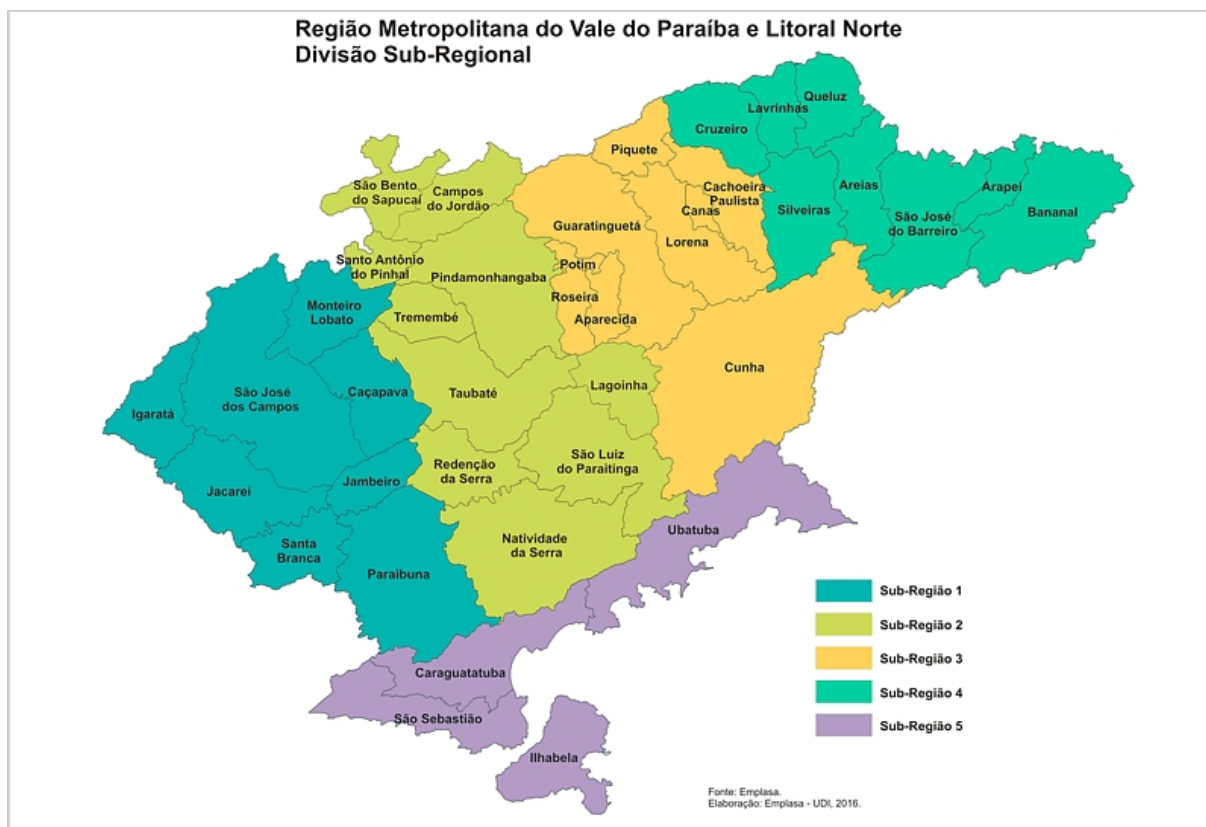 Região Metropolitana do Vale do Paraíba e Litoral Norte
Divisão Sub-Regional
Queluz
Lavrinhas
Cruzeiro
Piquete
São Bento
do Sapucaí
Campos
do Jordão
Cachoeira
Paulista
Canas
Silveiras
Areias
São José
do Barreiro
Arapeí
Bananal
Guaratinguetá
Lorena
Santo Antônio
do Pinhal
Pindamonhangaba
Potim
Roseira
Aparecida
Monteiro
Lobato
Tremembé
Cunha
Igaratá
São José
dos Campos
Caçapava
Taubaté
Lagoinha
Jacareí
Jambeiro
Redenção
da Serra
São Luiz
do Paraitinga
Santa
Branca
Paraibuna
Natividade
da Serra
Ubatuba
Caraguatatuba
São Sebastião
Ilhabela
Sub-Região 1
Sub-Região 2
Sub-Região 3
Sub-Região 4
Sub-Região 5
Fonte: Emplasa.
Elaboração: Emplasa - UDI, 2016.